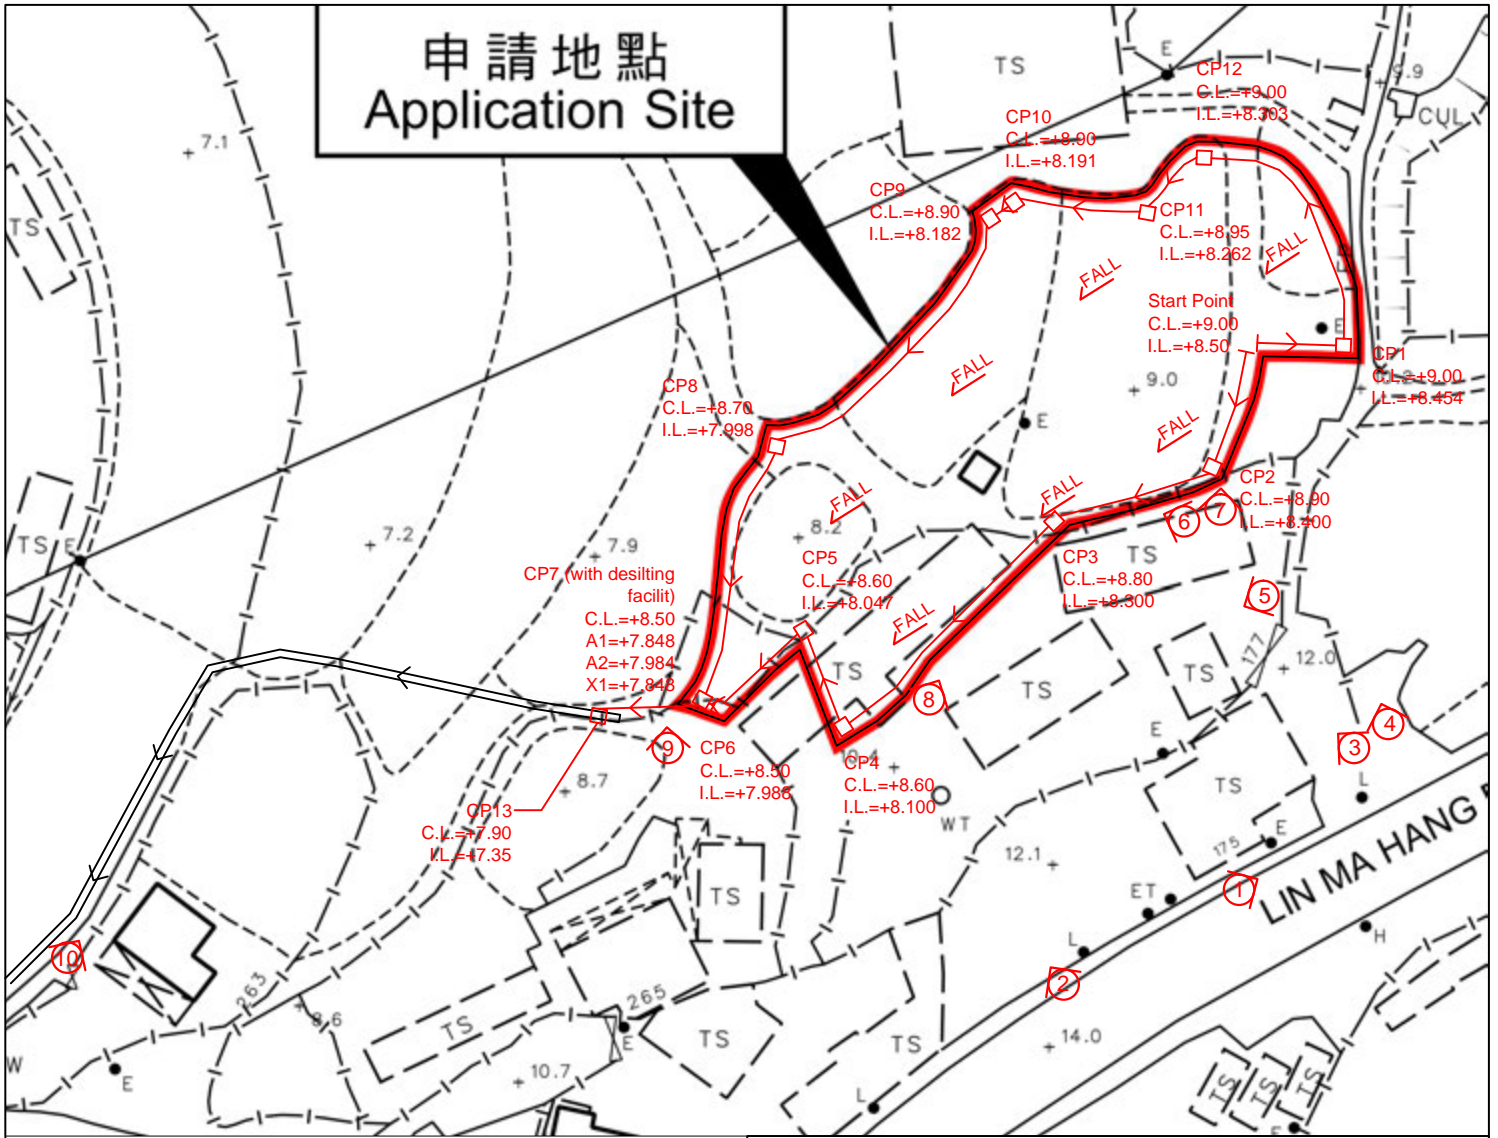 申請地點
Application Site
TS
E
9.9
CUL
7.1
TS
CP12
C.L.=+9.00
I.L.=+8.303
CP10
C.L.=+8.90
I.L.=+8.191
CP9
C.L.=+8.90
I.L.=+8.182
CP11
C.L.=+8.95
I.L.=+8.262
FALL
FALL
Start Point
C.L.=+9.00
I.L.=+8.50
E
CP1
C.L.=+9.00
I.L.=+8.454
FALL
9.0
CP8
C.L.=+8.70
I.L.=+7.998
E
FALL
CP2
C.L.=+8.90
I.L.=+8.400
FALL
FALL
6
7
8.2
7.2
7.9
TS
E
CP5
C.L.=+8.60
I.L.=+8.047
CP3
C.L.=+8.80
I.L.=+8.300
TS
CP7 (with desilting
facilit)
C.L.=+8.50
A1=+7.848
A2=+7.984
X1=+7.848
FALL
5
177
12.0
TS
TS
TS
8
9
3
4
CP6
C.L.=+8.50
I.L.=+7.988
CP4
C.L.=+8.60
I.L.=+8.100
8.7
CP13
C.L.=+7.90
I.L.=+7.35
E
TS
L
WT
12.1
175
E
1
LIN MA HANG
TS
ET
L
H
2
10
263
265
8.6
TS
E
TS
TS
14.0
W
E
10.7
L
TS
TS
TS
E